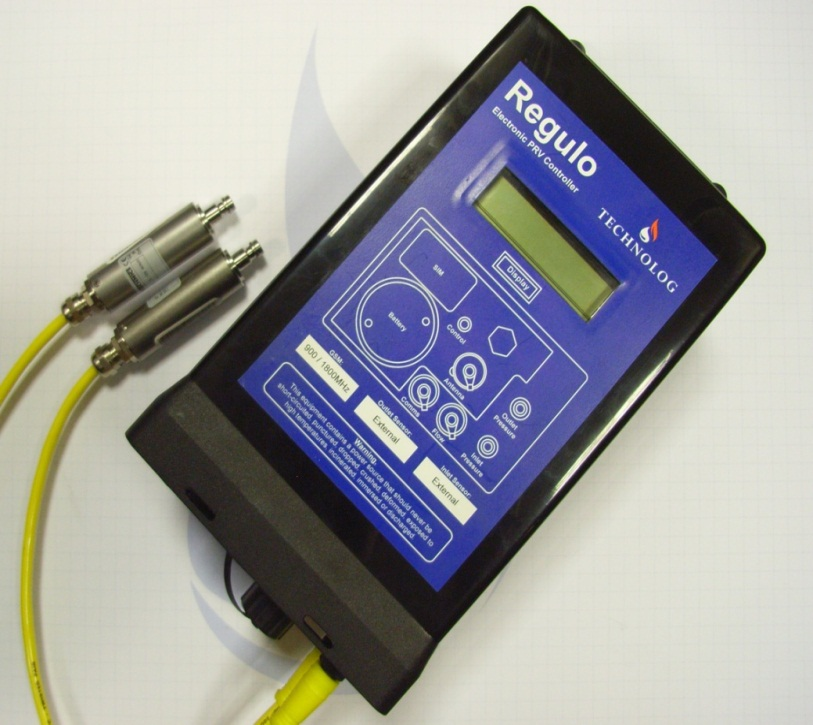 Regulo
Electronic PRV Controller
TECHNOLOG
Display
SIM
Battery
Control
Antenna
Comms
Flow
Outlet
Pressure
Inlet
Pressure
GSM:
900 / 1800MHz
Outlet Sensor:
External
Inlet Sensor:
External
Warning
This equipment contains a power source that should never be
short-circuited, punctured, dropped, crushed, deformed, exposed to
high temperatures, incinerated, immersed or discharged